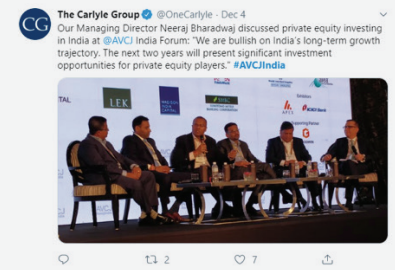 CG
The Carlyle Group @OneCarlyle · Dec 4
Our Managing Director Neeraj Bharadwaj discussed private equity investing
in India at @AVCJ India Forum: "We are bullish on India's long-term growth
trajectory. The next two years will present significant investment
opportunities for private equity players." #AVCJIndia
LEK
2
7